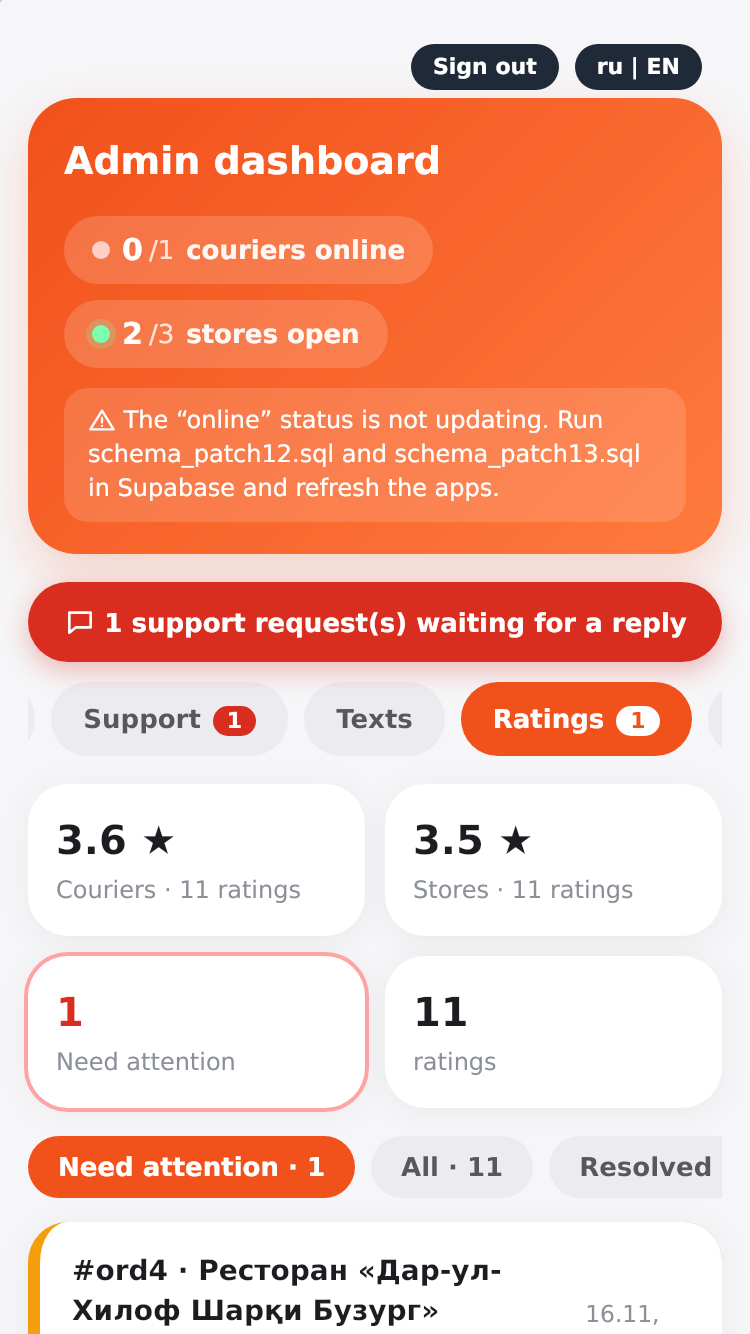 Sign out
ru | EN
Admin dashboard
0 /1 couriers online
2 /3 stores open
⚠ The “online” status is not updating. Run
schema_patch12.sql and schema_patch13.sql
in Supabase and refresh the apps.
1 support request(s) waiting for a reply
Support 1
Texts
Ratings 1
3.6 ★
Couriers · 11 ratings
3.5 ★
Stores · 11 ratings
1
Need attention
11
ratings
Need attention · 1
All · 11
Resolved
#ord4 · Ресторан «Дар-ул-
Хилоф Шарқи Бузург»
16.11,